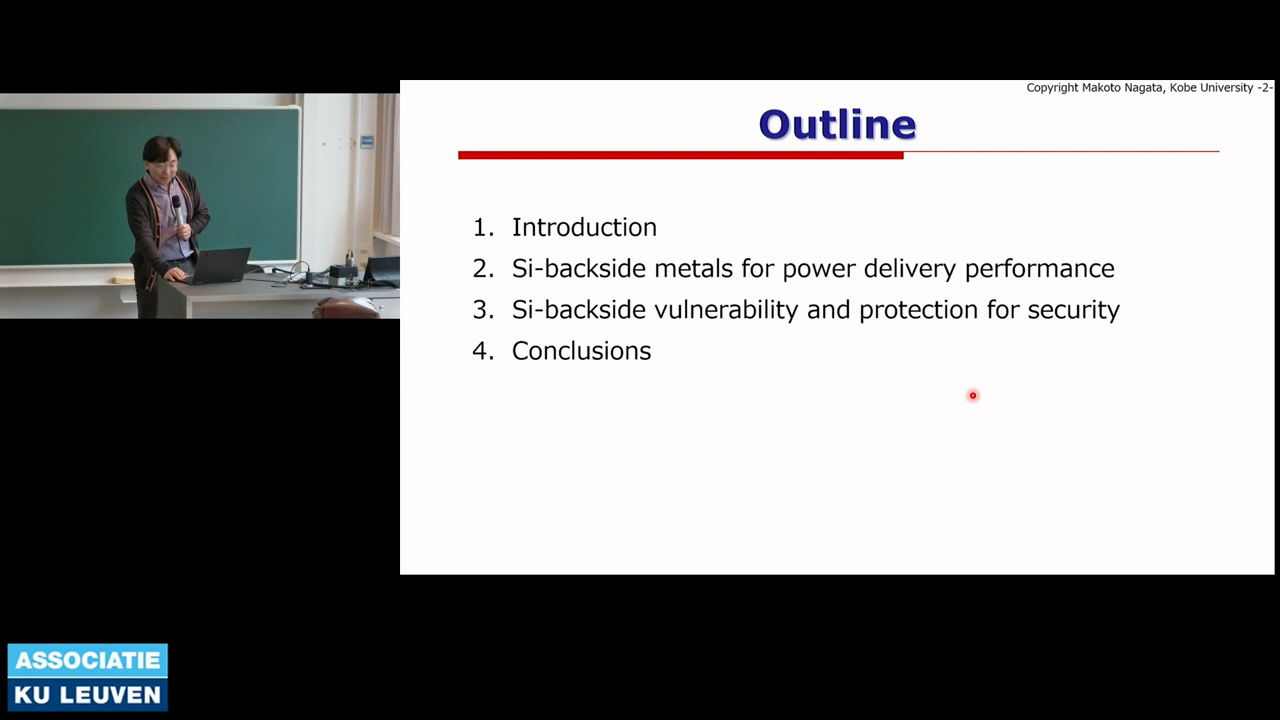 Copyright Makoto Nagata, Kobe University -2-
Outline
1. Introduction
2. Si-backside metals for power delivery performance
3. Si-backside vulnerability and protection for security
4. Conclusions
ASSOCIATIE
KU LEUVEN